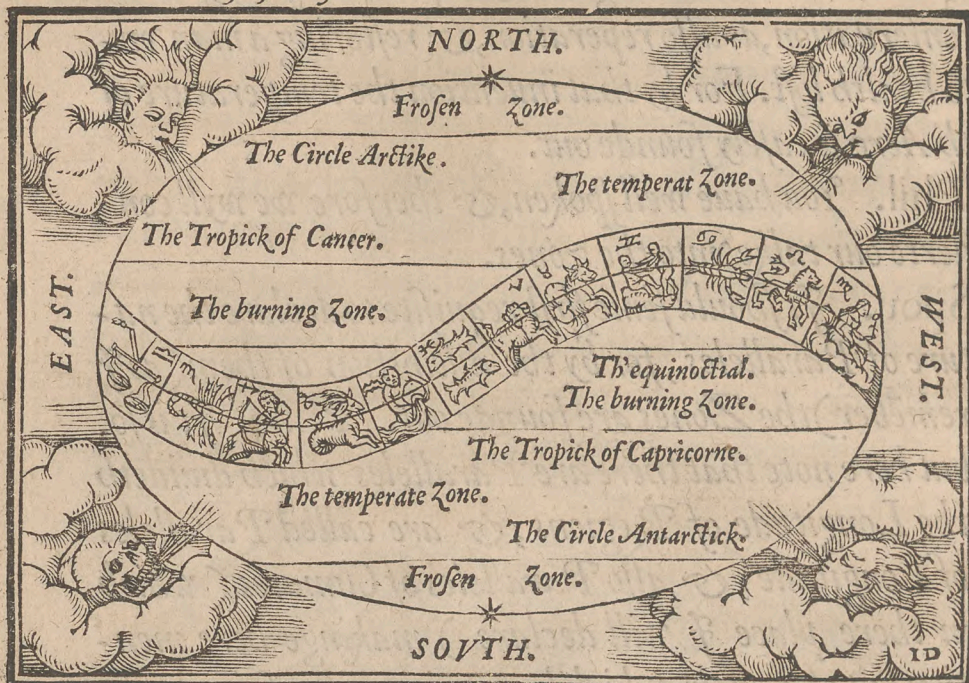 NORTH.
Frosen Zone.
The Circle Arctike.
The temperat Zone.
The Tropick of Cancer.
EAST.
The burning Zone.
WEST.
Th'equinoctial.
The burning Zone.
The Tropick of Capricorne.
The temperate Zone.
The Circle Antarctick.
Frosen Zone.
SOVTH.
ID